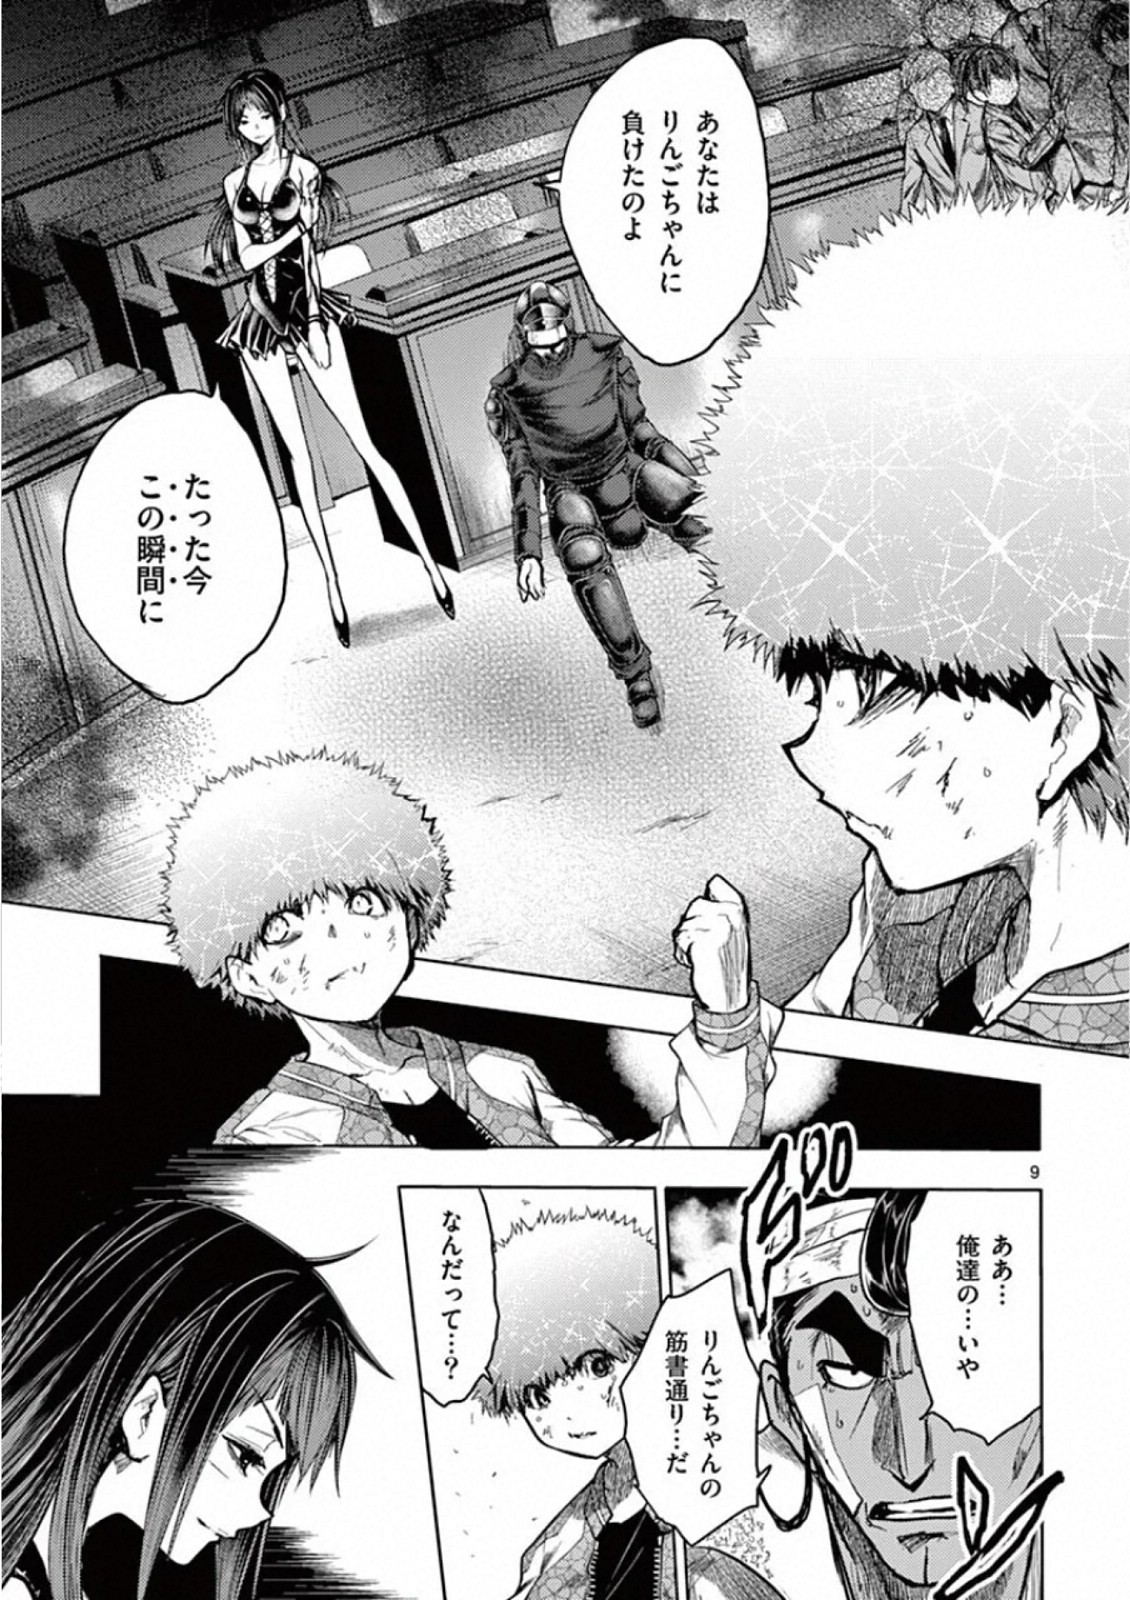 あなたは
りんごちゃんに
負けたのよ
たった今
この瞬間に
9
ああ…
俺達の…いや
りんごちゃんの
筋書通り…だ
なんだって…？